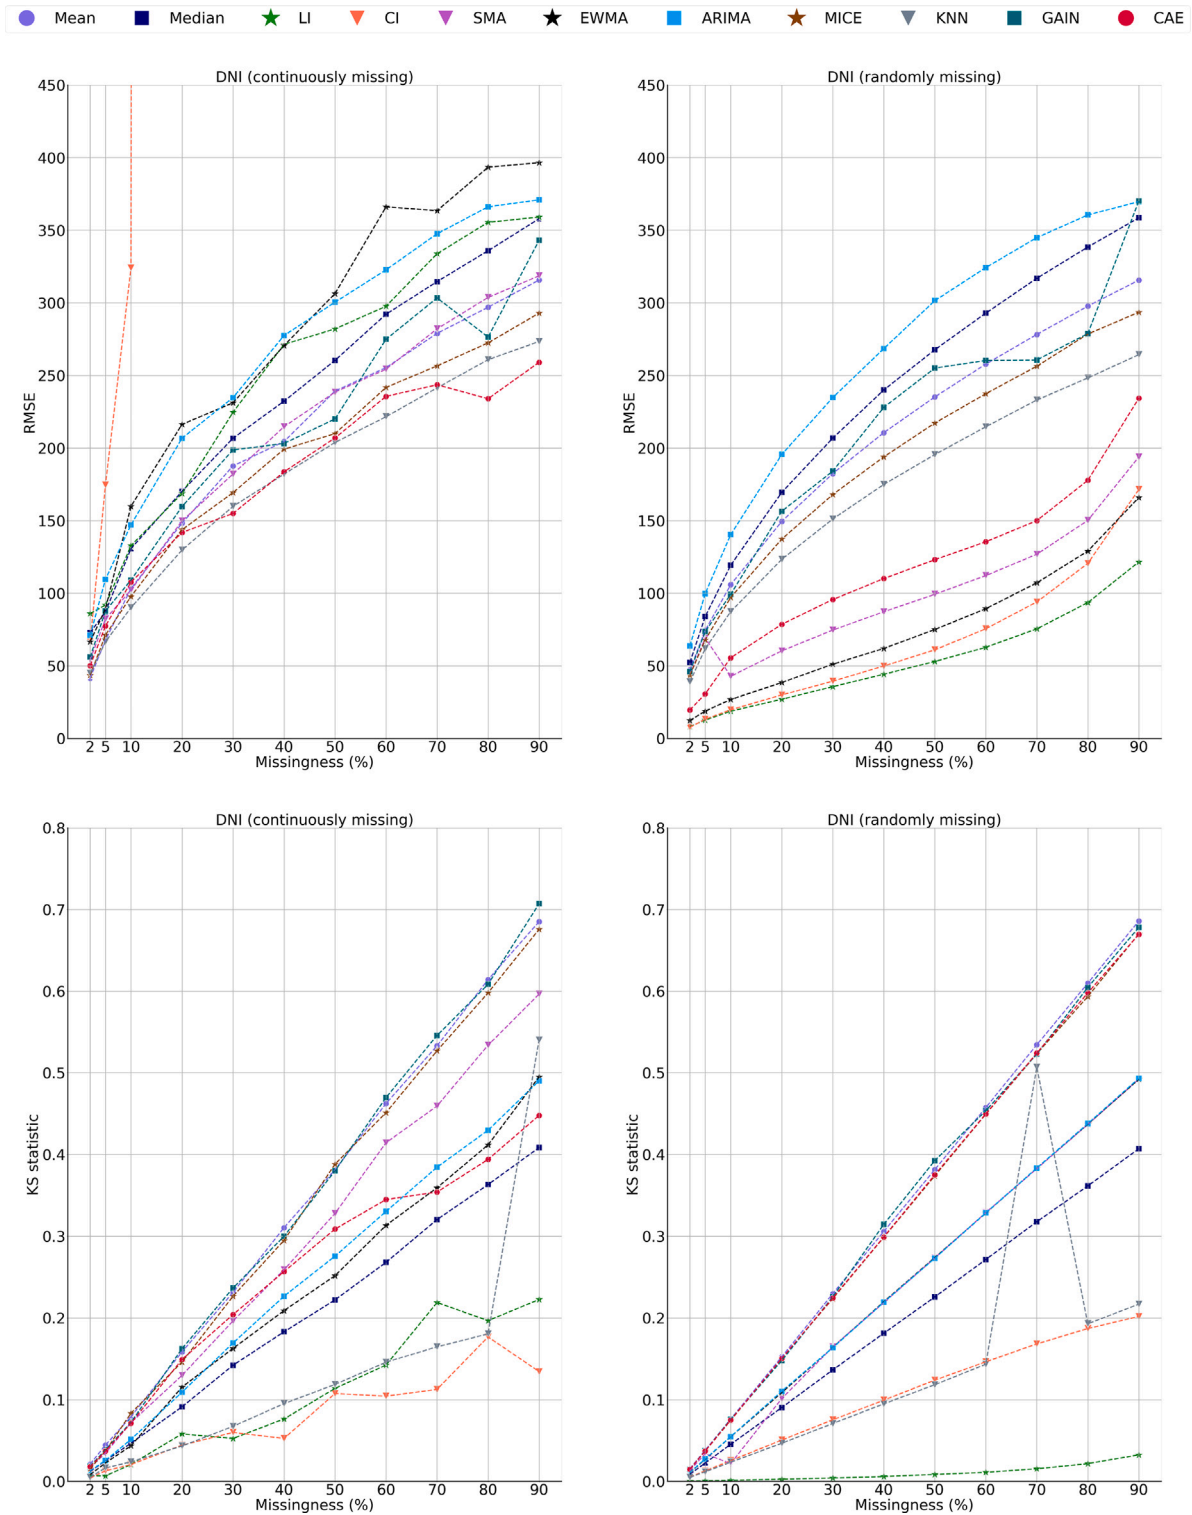 Mean Median LI CI SMA EWMA ARIMA MICE KNN GAIN CAE
DNI (continuously missing)
450
400
350
300
250
200
150
100
50
0
RMSE
2 5 10 20 30 40 50 60 70 80 90
Missingness (%)
DNI (randomly missing)
450
400
350
300
250
200
150
100
50
0
RMSE
2 5 10 20 30 40 50 60 70 80 90
Missingness (%)
DNI (continuously missing)
0.8
0.7
0.6
0.5
0.4
0.3
0.2
0.1
0.0
KS statistic
2 5 10 20 30 40 50 60 70 80 90
Missingness (%)
DNI (randomly missing)
0.8
0.7
0.6
0.5
0.4
0.3
0.2
0.1
0.0
KS statistic
2 5 10 20 30 40 50 60 70 80 90
Missingness (%)